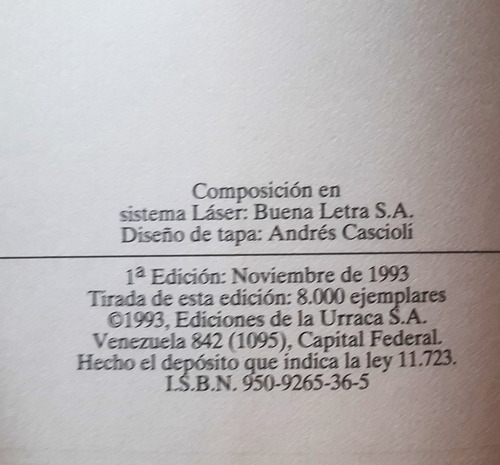 Composición en
sistema Láser: Buena Letra S.A.
Diseño de tapa: Andrés Cascioli
1ª Edición: Noviembre de 1993
Tirada de esta edición: 8.000 ejemplares
©1993, Ediciones de la Urraca S.A.
Venezuela 842 (1095), Capital Federal.
Hecho el depósito que indica la ley 11.723.
I.S.B.N. 950-9265-36-5